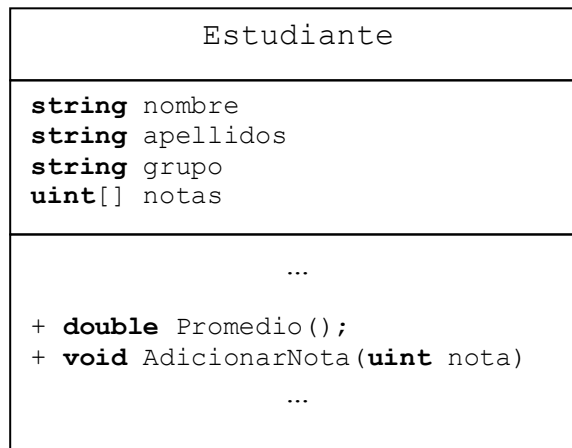 Estudiante
string nombre
string apellidos
string grupo
uint[] notas
...
+ double Promedio();
+ void AdicionarNota(uint nota)
...